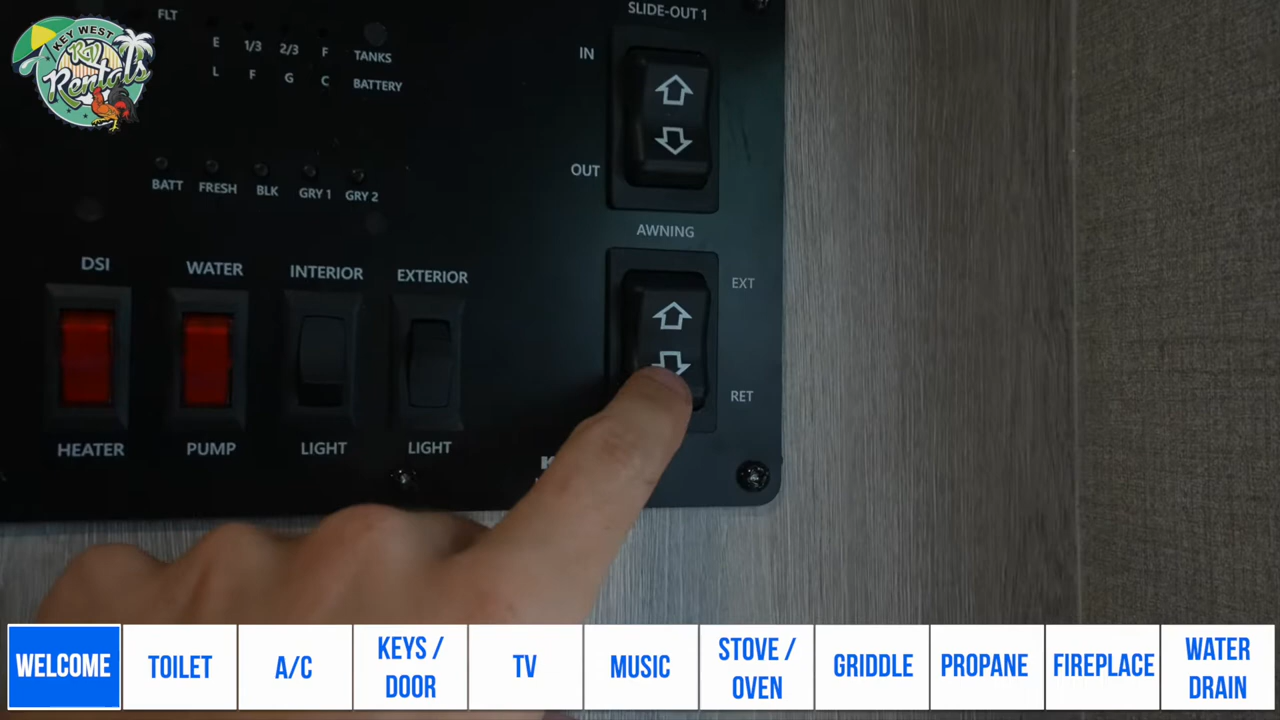 KEY WEST
RV
Rentals
FLT
E 1/3 2/3 F TANKS
L F G C BATTERY
BATT FRESH BLK GRY 1 GRY 2
SLIDE-OUT 1
IN
OUT
AWNING
EXT
RET
DSI
HEATER
WATER
PUMP
INTERIOR
LIGHT
EXTERIOR
LIGHT
WELCOME
TOILET
A/C
KEYS /
DOOR
TV
MUSIC
STOVE /
OVEN
GRIDDLE
PROPANE
FIREPLACE
WATER
DRAIN